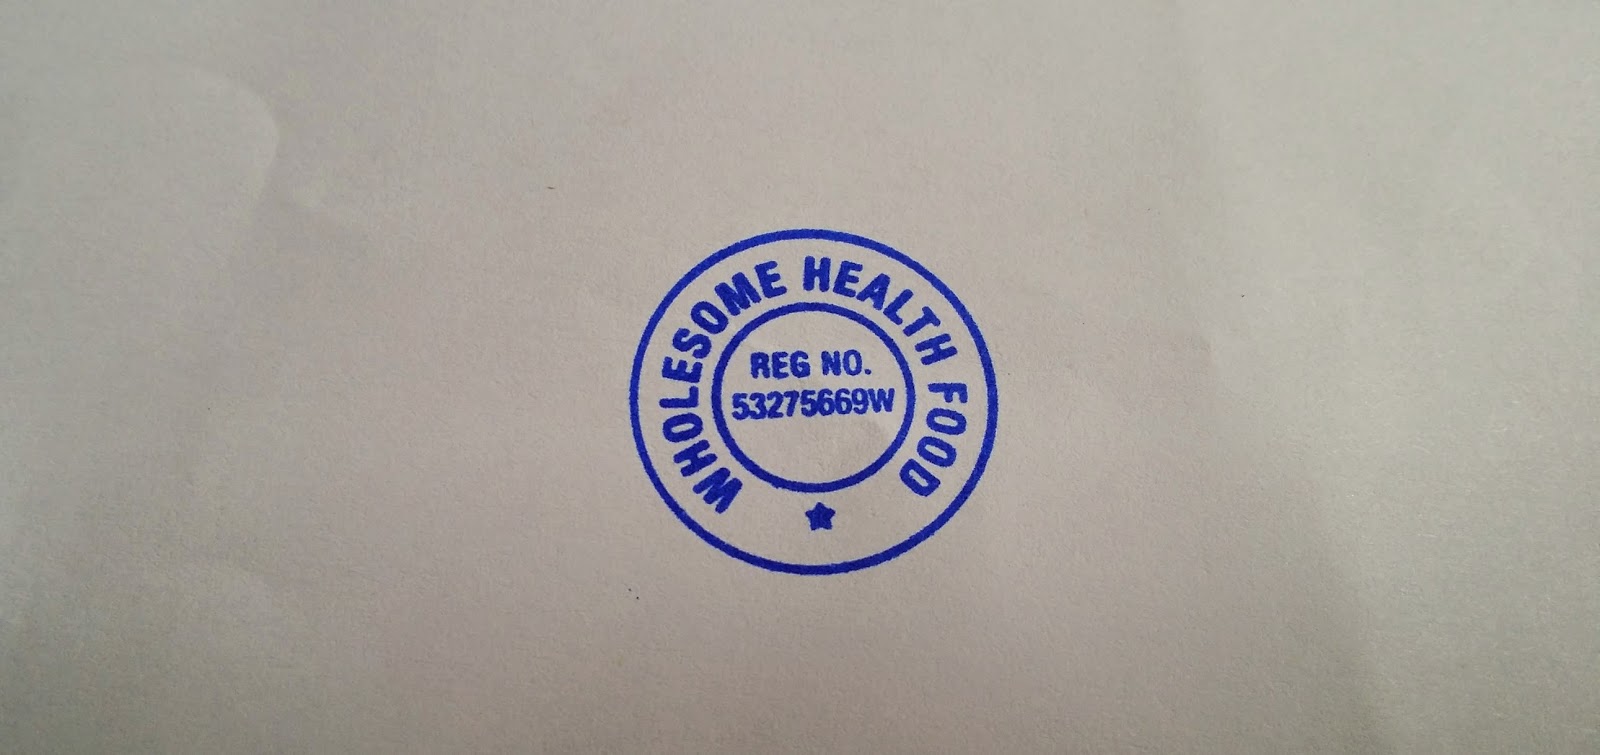 WHOLESOME HEALTH FOOD
REG NO.
53275669W